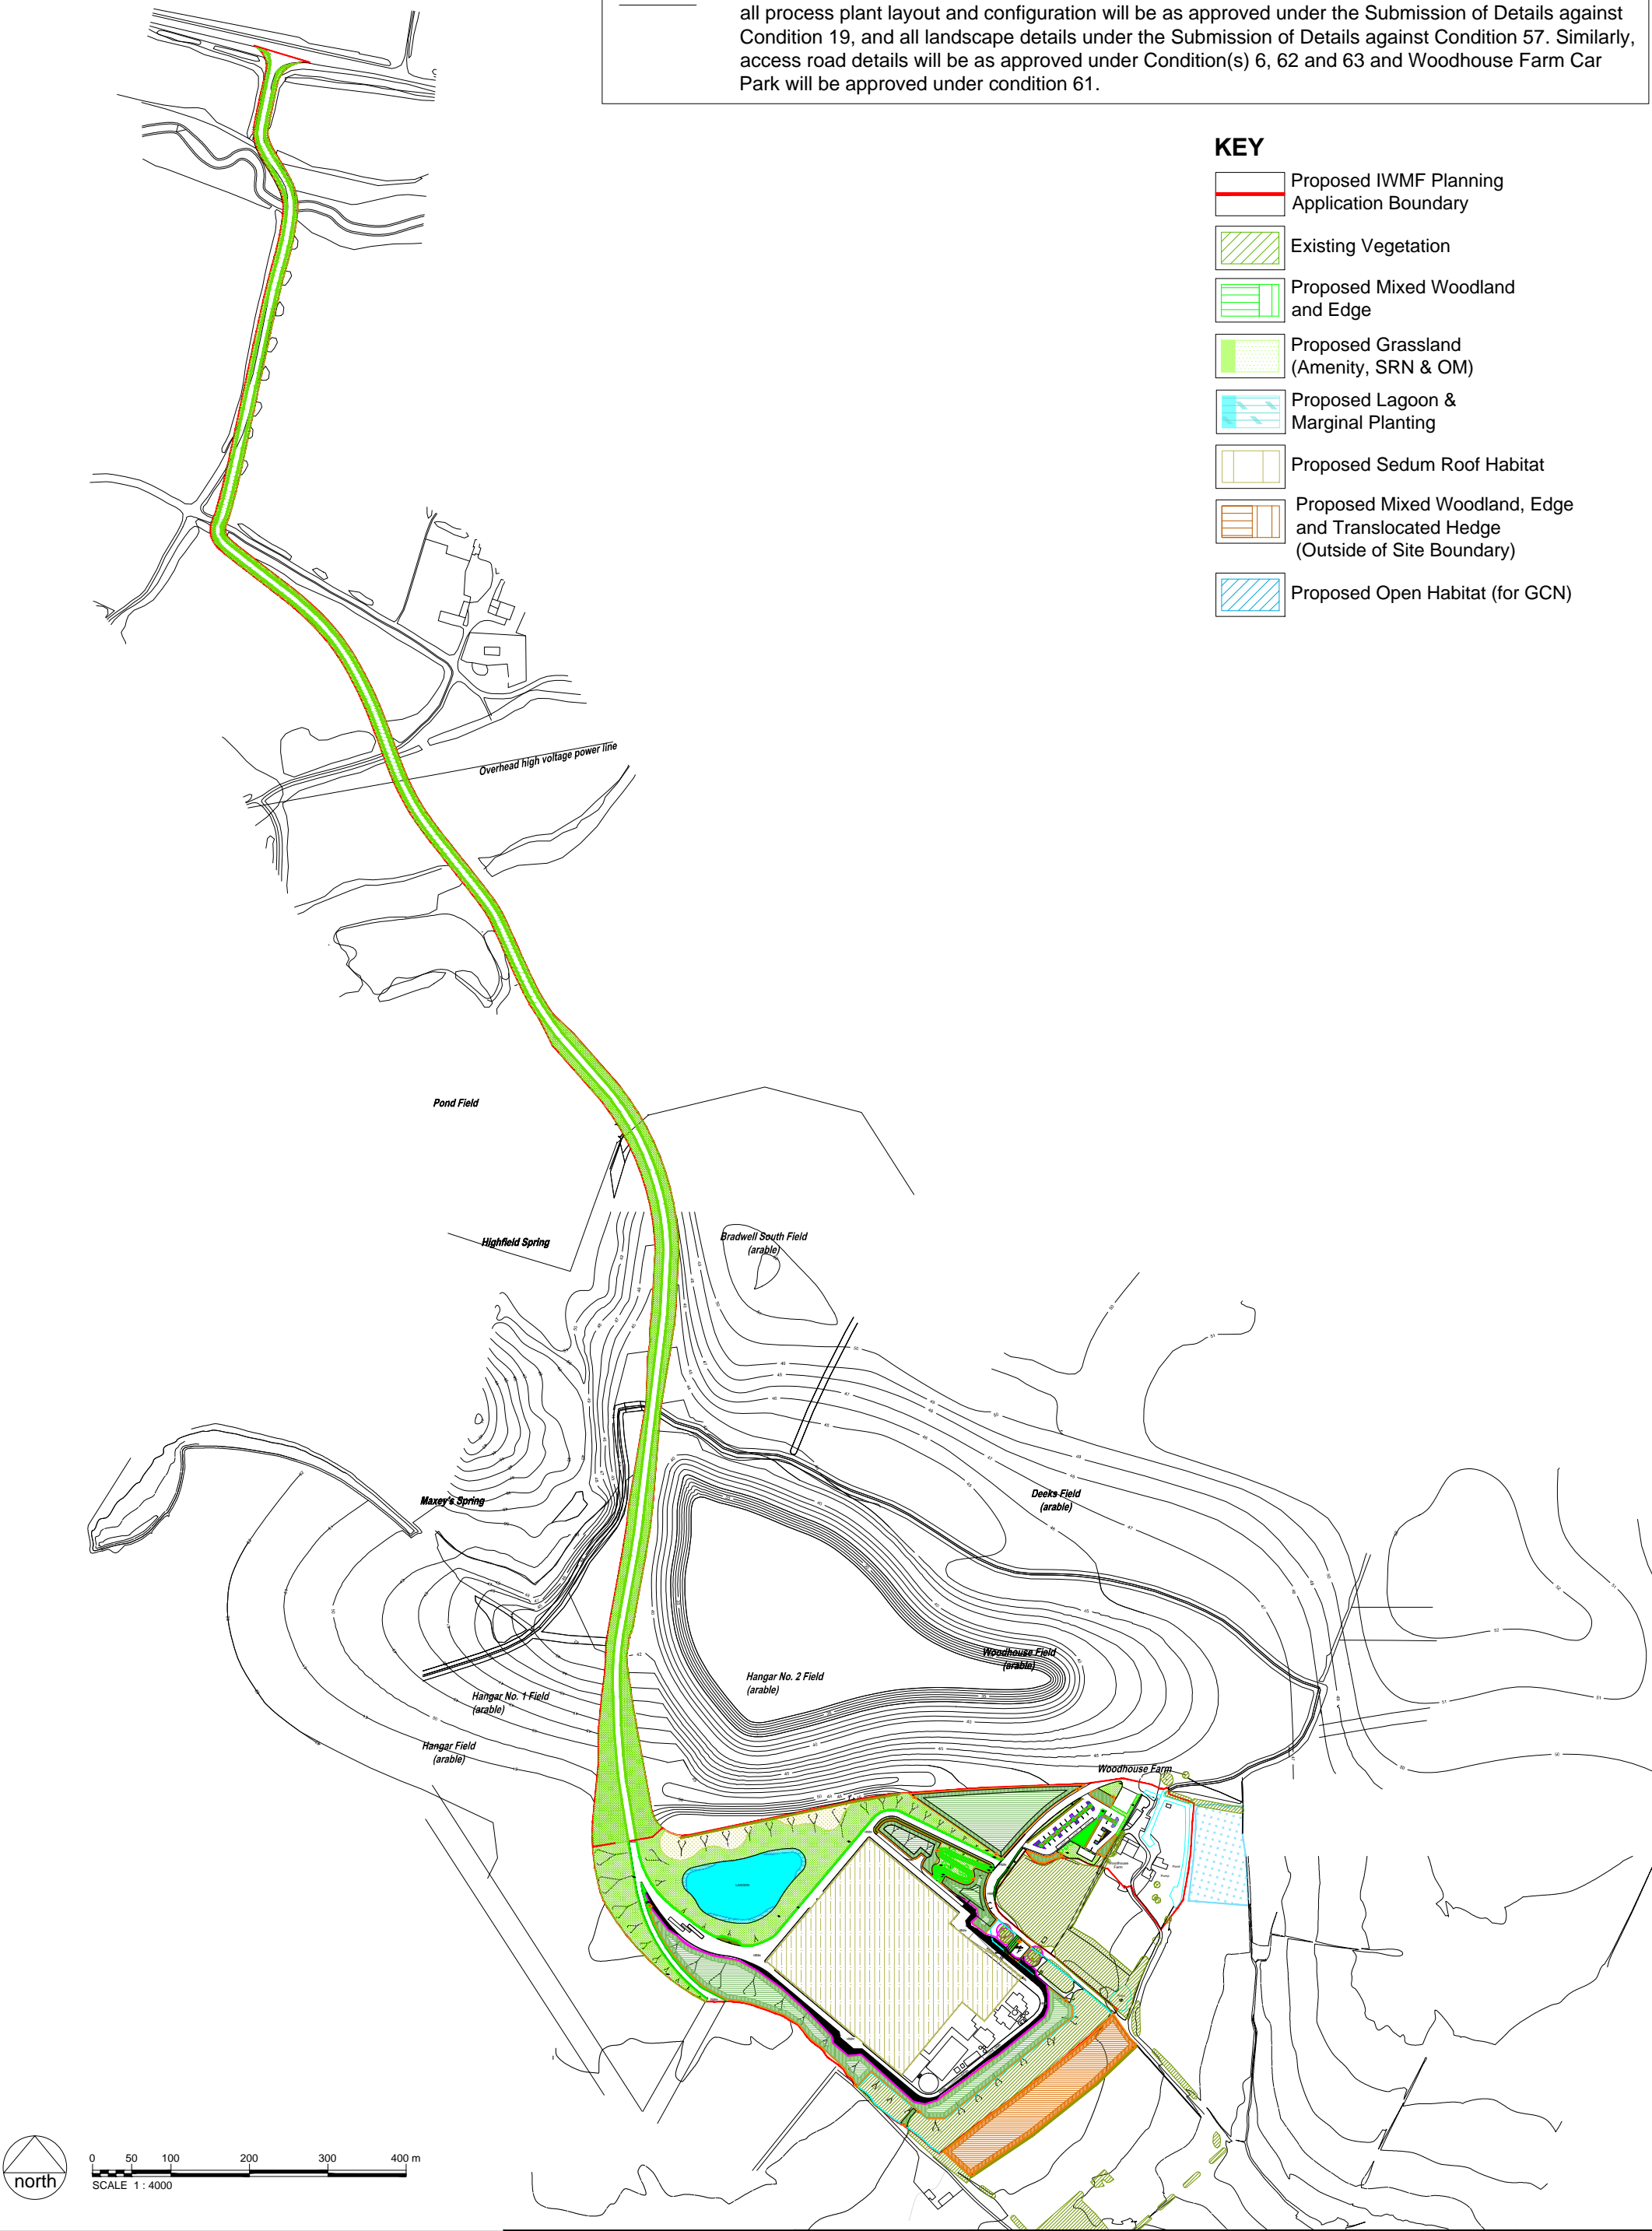 all process plant layout and configuration will be as approved under the Submission of Details against
Condition 19, and all landscape details under the Submission of Details against Condition 57. Similarly,
access road details will be as approved under Condition(s) 6, 62 and 63 and Woodhouse Farm Car
Park will be approved under condition 61.
KEY
Proposed IWMF Planning
Application Boundary
Existing Vegetation
Proposed Mixed Woodland
and Edge
Proposed Grassland
(Amenity, SRN & OM)
Proposed Lagoon &
Marginal Planting
Proposed Sedum Roof Habitat
Proposed Mixed Woodland, Edge
and Translocated Hedge
(Outside of Site Boundary)
Proposed Open Habitat (for GCN)
Overhead high voltage power line
Pond Field
Highfield Spring
Bradwell South Field
(arable)
Maxey's Spring
Deeks Field
(arable)
Woodhouse Field
(arable)
Hangar No. 2 Field
(arable)
Hangar No. 1 Field
(arable)
Hangar Field
(arable)
Woodhouse Farm
Woodhouse
Farm
LAGOON
north
0 50 100 200 300 400 m
SCALE 1 : 4000